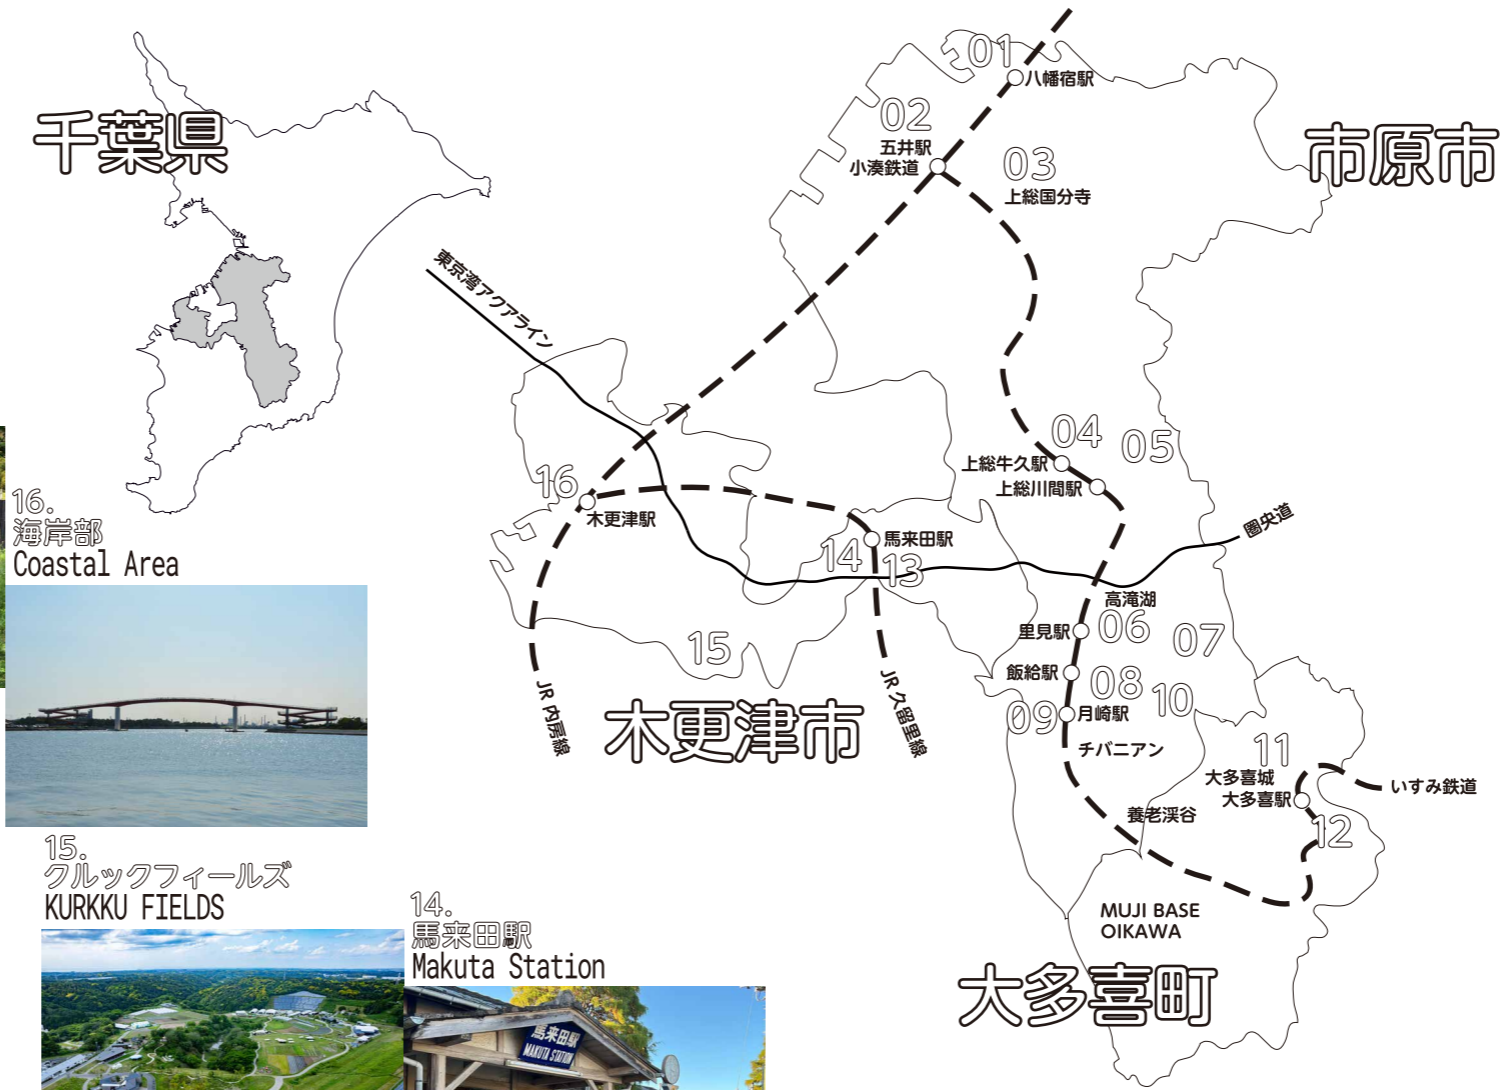 千葉県
市原市
01
八幡宿駅
02
五井駅
小湊鉄道
03
上総国分寺
東京湾アクアライン
04
05
上総牛久駅
上総川間駅
16
木更津駅
馬来田駅
14
13
圏央道
高滝湖
里見駅
06
07
15
飯給駅
08
10
09
月崎駅
JR 内房線
JR 久留里線
木更津市
チバニアン
11
大多喜城
大多喜駅
いすみ鉄道
養老渓谷
12
MUJI BASE
OIKAWA
大多喜町
16.
海岸部
Coastal Area
15.
クルックフィールズ
KURKKU FIELDS
14.
馬来田駅
Makuta Station
馬来田駅
MAKUTA STATION